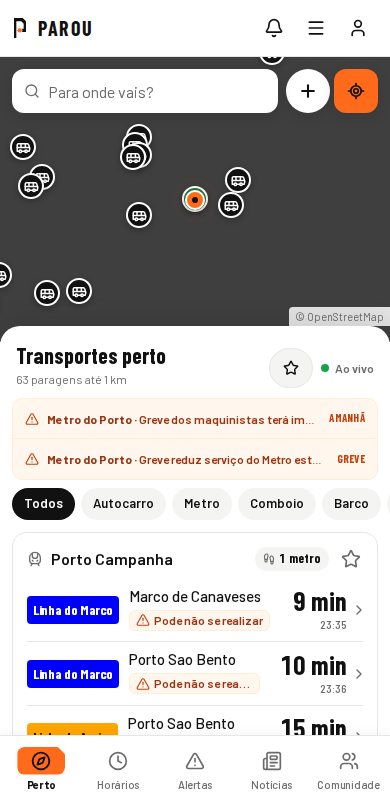 PAROU
Para onde vais?
© OpenStreetMap
Transportes perto
63 paragens até 1 km
Ao vivo
Metro do Porto · Greve dos maquinistas terá im... AMANHÃ
Metro do Porto · Greve reduz serviço do Metro est... GREVE
Todos Autocarro Metro Comboio Barco
Porto Campanha 1 metro
Linha do Marco Marco de Canaveses 9 min
Pode não se realizar 23:35
Linha do Marco Porto Sao Bento 10 min
Pode não se rea... 23:36
Porto Sao Bento 15 min
Perto Horários Alertas Notícias Comunidade